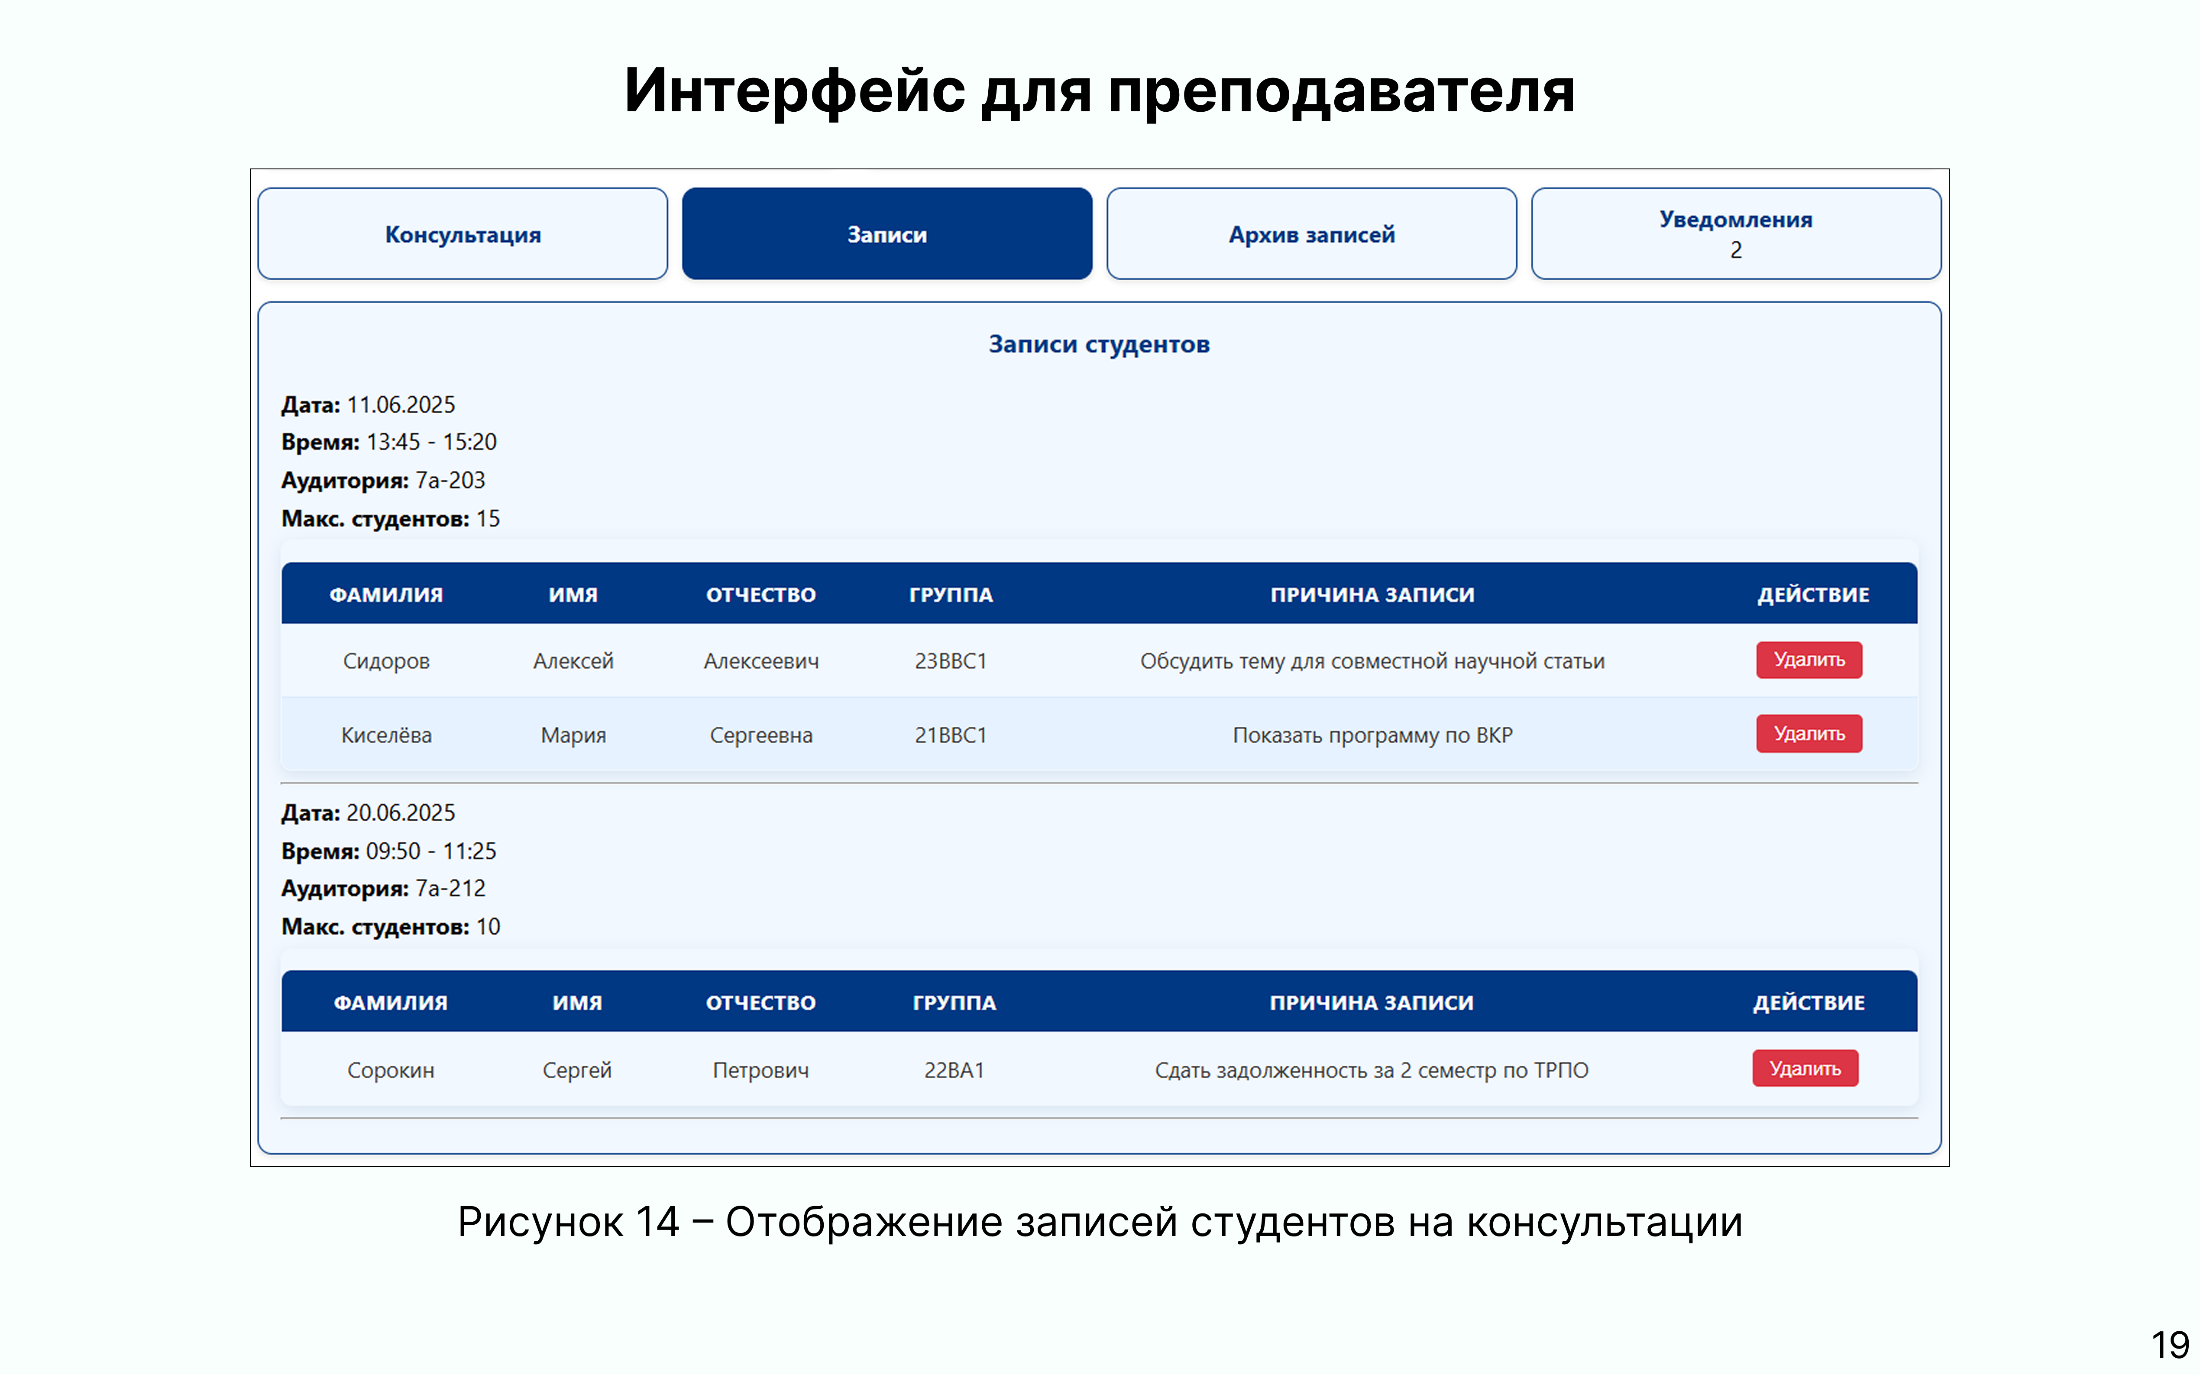 Интерфейс для преподавателя
Консультация
Записи
Архив записей
Уведомления
2
Записи студентов
Дата: 11.06.2025
Время: 13:45 - 15:20
Аудитория: 7а-203
Макс. студентов: 15
ФАМИЛИЯ ИМЯ ОТЧЕСТВО ГРУППА ПРИЧИНА ЗАПИСИ ДЕЙСТВИЕ
Сидоров Алексей Алексеевич 23ВВС1 Обсудить тему для совместной научной статьи Удалить
Киселёва Мария Сергеевна 21ВВС1 Показать программу по ВКР Удалить
Дата: 20.06.2025
Время: 09:50 - 11:25
Аудитория: 7а-212
Макс. студентов: 10
ФАМИЛИЯ ИМЯ ОТЧЕСТВО ГРУППА ПРИЧИНА ЗАПИСИ ДЕЙСТВИЕ
Сорокин Сергей Петрович 22ВА1 Сдать задолженность за 2 семестр по ТРПО Удалить
Рисунок 14 – Отображение записей студентов на консультации
19